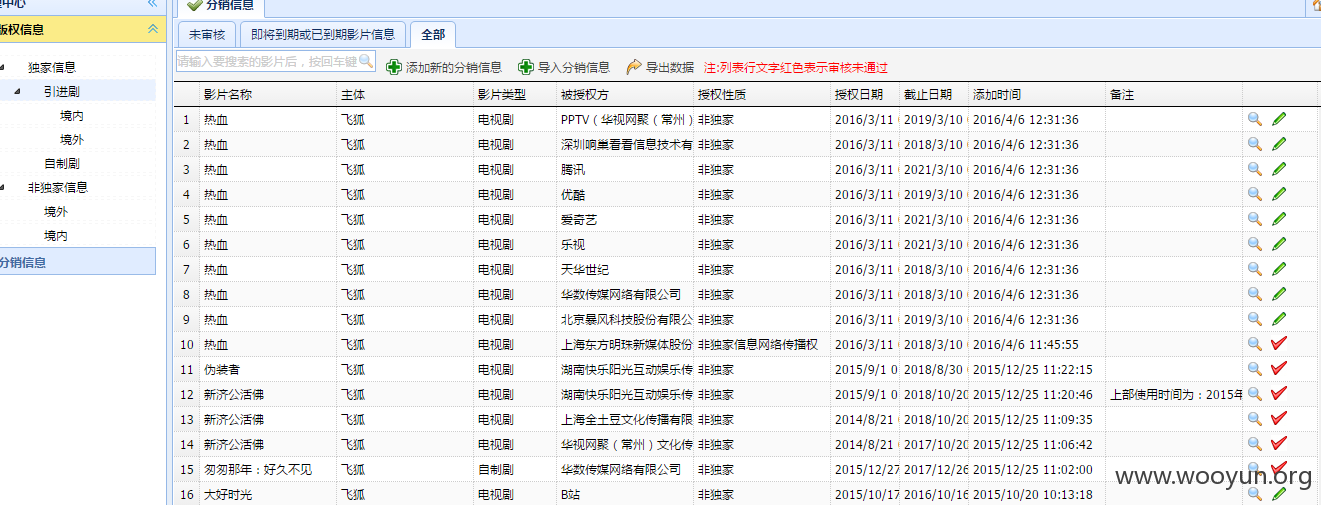 理中心
分销信息
版权信息
未审核 即将到期或已到期影片信息 全部
请输入要搜索的影片后，按回车键 添加新的分销信息 导入分销信息 导出数据 注:列表行文字红色表示审核未通过
独家信息
引进剧
境内
境外
自制剧
非独家信息
境外
境内
分销信息
影片名称 主体 影片类型 被授权方 授权性质 授权日期 截止日期 添加时间 备注
1 热血 飞狐 电视剧 PPTV（华视网聚（常州） 非独家 2016/3/11 2019/3/10 2016/4/6 12:31:36
2 热血 飞狐 电视剧 深圳响巢看看信息技术有 非独家 2016/3/11 2018/3/10 2016/4/6 12:31:36
3 热血 飞狐 电视剧 腾讯 非独家 2016/3/11 2021/3/10 2016/4/6 12:31:36
4 热血 飞狐 电视剧 优酷 非独家 2016/3/11 2019/3/10 2016/4/6 12:31:36
5 热血 飞狐 电视剧 爱奇艺 非独家 2016/3/11 2021/3/10 2016/4/6 12:31:36
6 热血 飞狐 电视剧 乐视 非独家 2016/3/11 2021/3/10 2016/4/6 12:31:36
7 热血 飞狐 电视剧 天华世纪 非独家 2016/3/11 2018/3/10 2016/4/6 12:31:36
8 热血 飞狐 电视剧 华数传媒网络有限公司 非独家 2016/3/11 2018/3/10 2016/4/6 12:31:36
9 热血 飞狐 电视剧 北京暴风科技股份有限公 非独家 2016/3/11 2019/3/10 2016/4/6 12:31:36
10 热血 飞狐 电视剧 上海东方明珠新媒体股份 非独家信息网络传播权 2016/3/11 2018/3/10 2016/4/6 11:45:55
11 伪装者 飞狐 电视剧 湖南快乐阳光互动娱乐传 非独家 2015/9/1 0 2018/8/30 2015/12/25 11:22:15
12 新济公活佛 飞狐 电视剧 湖南快乐阳光互动娱乐传 非独家 2015/9/1 0 2018/10/20 2015/12/25 11:20:46 上部使用时间为：2015年
13 新济公活佛 飞狐 电视剧 上海全土豆文化传播有限 非独家 2014/8/21 2018/10/20 2015/12/25 11:09:35
14 新济公活佛 飞狐 电视剧 华视网聚（常州）文化传 非独家 2014/8/21 2017/10/20 2015/12/25 11:06:42
15 匆匆那年：好久不见 飞狐 自制剧 华数传媒网络有限公司 非独家 2015/12/27 2017/12/26 2015/12/25 11:02:00
16 大好时光 飞狐 电视剧 B站 非独家 2015/10/17 2016/10/16 2015/10/20 10:13:18
www.wooyun.org